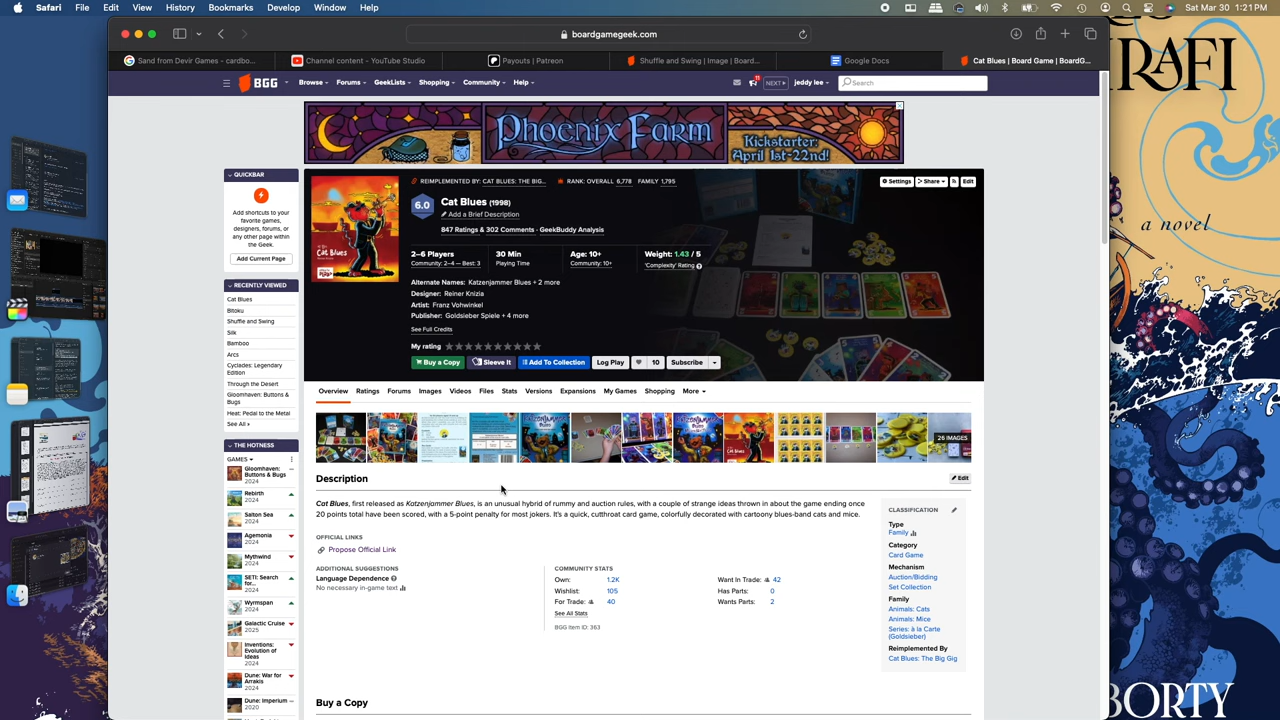 Safari File Edit View History Bookmarks Window Help
Mon Mar 31 1:21 PM
boardgamegeek.com
Sand from Devir Games - cardbo...
Channel content - YouTube Studio
Payouts | Patreon
Shuffle and Swing | Image | Board...
Google Docs
Cat Blues | Board Game | BoardG...
BGG
Browse
Forums
GeekLists
Shopping
Community
Help
NEXT
jeddy lee
Search
Phoenix Farm
Kickstarter:
April 1st-22nd!
QUICKBAR
Add shortcuts to your
favorite games,
designers, forums, or
any other page within
the Geek.
Add Current Page
RECENTLY VIEWED
Cat Blues
Bitoku
Shuffle and Swing
Silk
Bamboo
Arcs
Cyclades: Legendary
Edition
Through the Desert
Gloomhaven: Buttons &
Bugs
Heat: Pedal to the Metal
See All »
THE HOTNESS
GAMES
Gloomhaven:
Buttons & Bugs
2024
Rebirth
2024
Salton Sea
2024
Agemonia
2024
Mythwind
2024
SETI: Search
for...
2024
Wyrmspan
2024
Galactic Cruise
2025
Inventions:
Evolution of
Ideas
2024
Dune: War for
Arrakis
2024
Dune: Imperium
2020
REIMPLEMENTED BY: CAT BLUES: THE BIG...
RANK: OVERALL 6,778 FAMILY 1,795
Settings
Share
Edit
6.0
Cat Blues (1998)
Add a Brief Description
847 Ratings & 302 Comments · GeekBuddy Analysis
2–6 Players
Community: 2–4 — Best: 3
30 Min
Playing Time
Age: 10+
Community: 10+
Weight: 1.43 / 5
'Complexity' Rating
Alternate Names: Katzenjammer Blues + 2 more
Designer: Reiner Knizia
Artist: Franz Vohwinkel
Publisher: Goldsieber Spiele + 4 more
See Full Credits
My rating
Buy a Copy
Sleeve It
Add To Collection
Log Play
10
Subscribe
Overview
Ratings
Forums
Images
Videos
Files
Stats
Versions
Expansions
My Games
Shopping
More
26 IMAGES
Description
Edit
Cat Blues, first released as Katzenjammer Blues, is an unusual hybrid of rummy and auction rules, with a couple of strange ideas thrown in about the game ending once
20 points total have been scored, with a 5-point penalty for most jokers. It's a quick, cutthroat card game, colorfully decorated with cartoony blues-band cats and mice.
OFFICIAL LINKS
Propose Official Link
ADDITIONAL SUGGESTIONS
Language Dependence
No necessary in-game text
COMMUNITY STATS
Own: 1.2K
Wishlist: 105
For Trade: 40
See All Stats
BGG Item ID: 363
Want In Trade: 42
Has Parts: 0
Wants Parts: 2
CLASSIFICATION
Type
Family
Category
Card Game
Mechanism
Auction/Bidding
Set Collection
Family
Animals: Cats
Animals: Mice
Series: à la Carte
(Goldsieber)
Reimplemented By
Cat Blues: The Big Gig
Buy a Copy
RAFI
a novel
BORTY